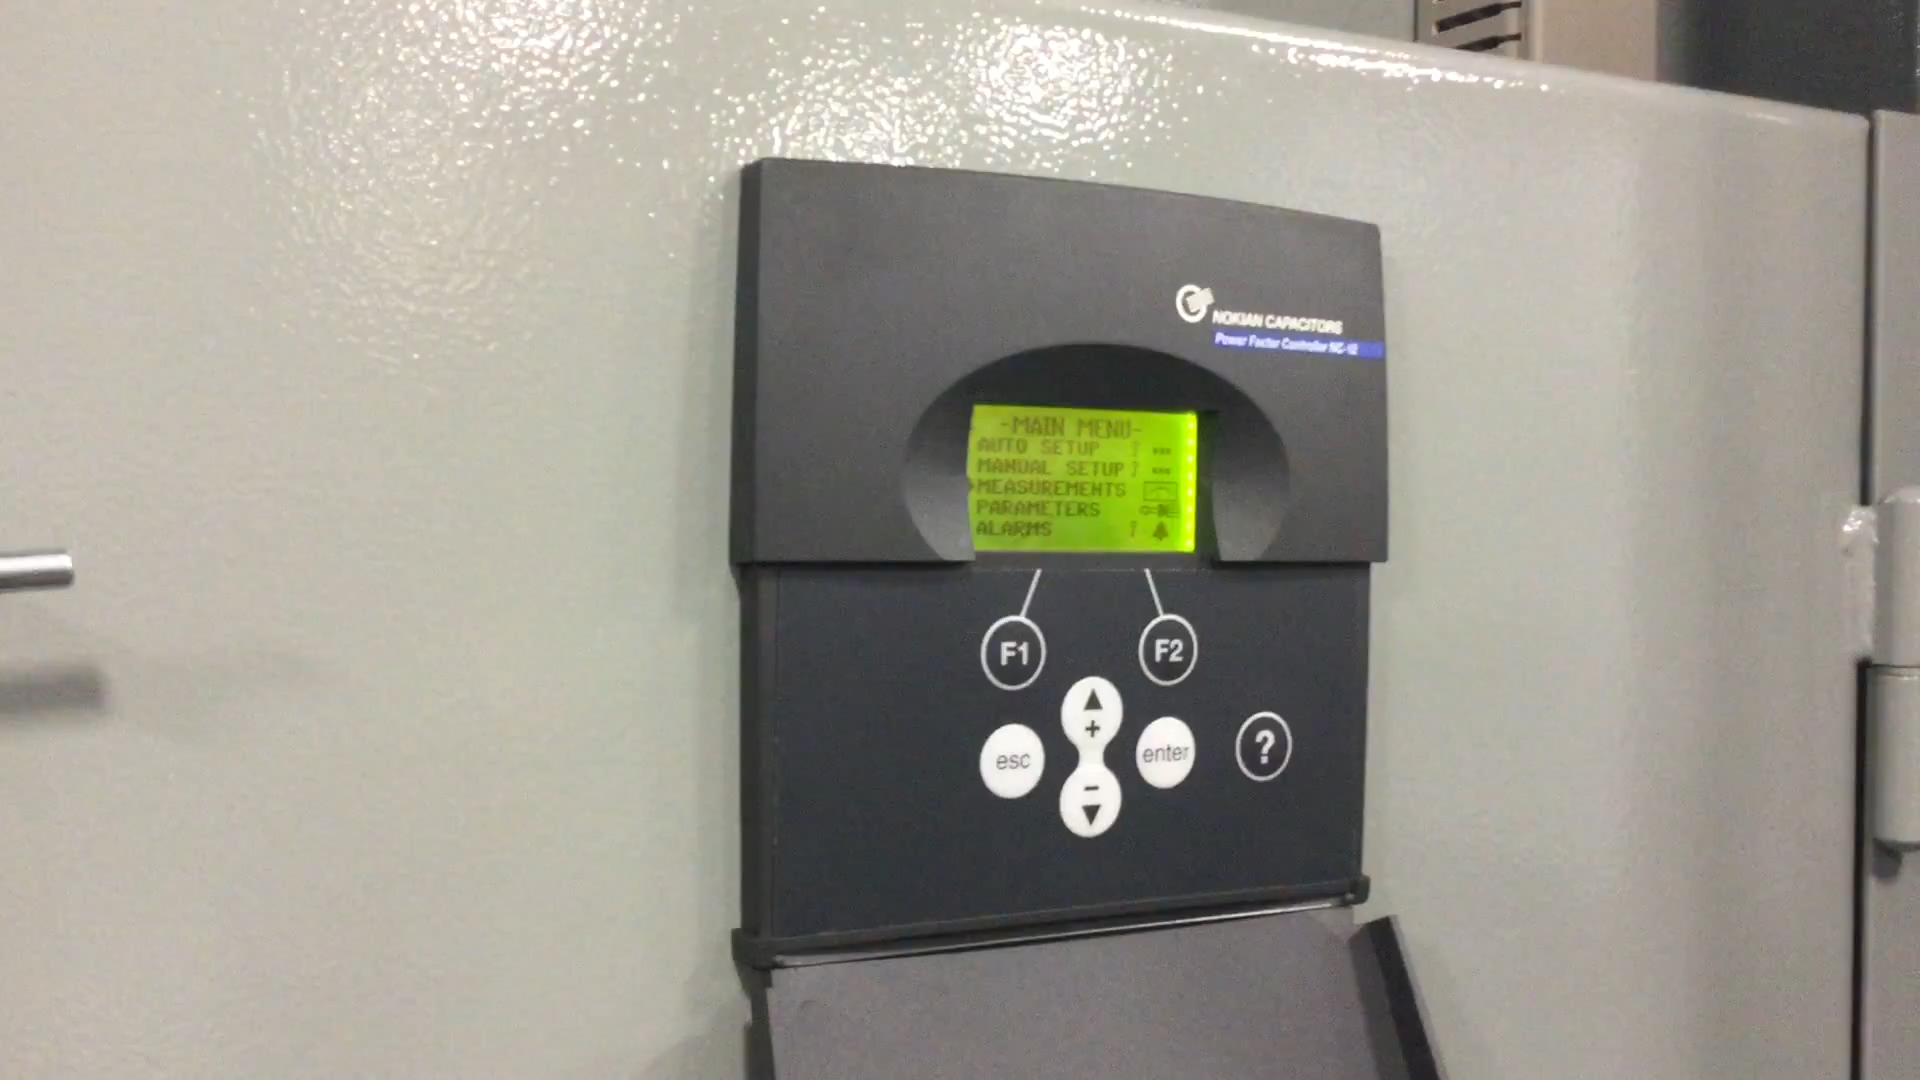 NOKIAN CAPACITORS
Power Factor Controller NC-12
-MAIN MENU-
AUTO SETUP
MANUAL SETUP
MEASUREMENTS
PARAMETERS
ALARMS
F1 F2
+
esc enter ?
-